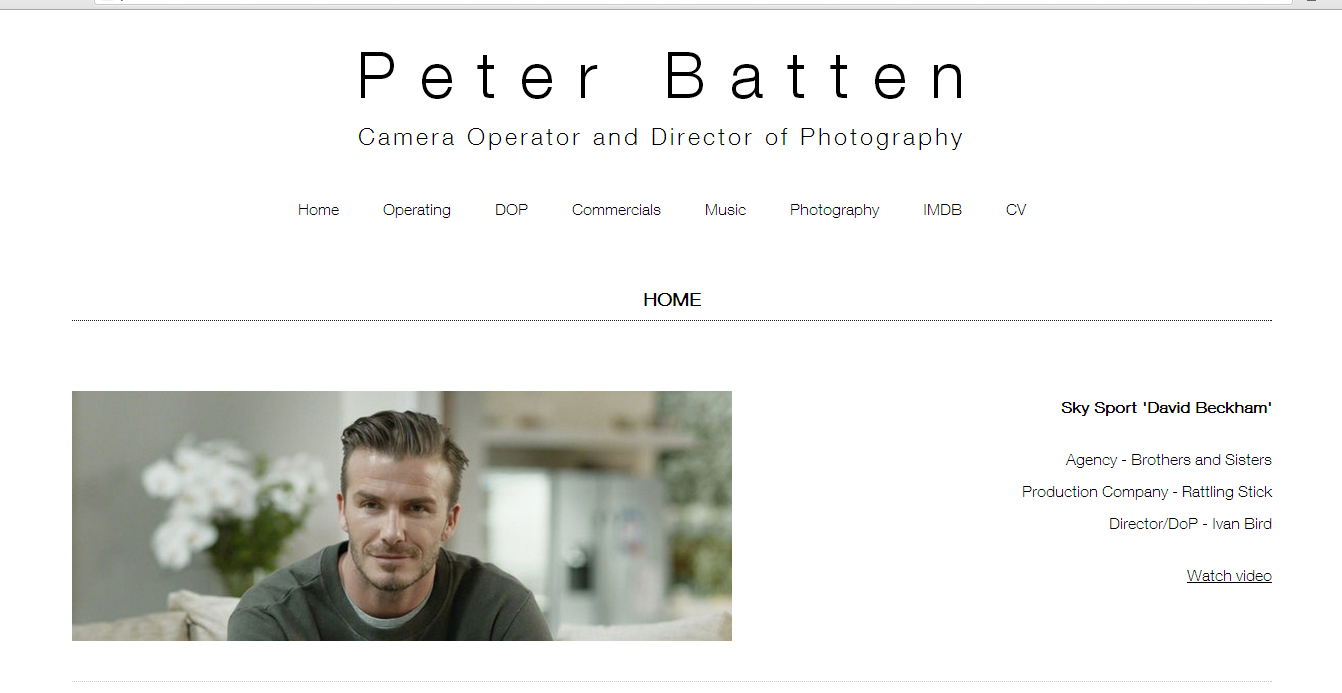 Peter Batten
Camera Operator and Director of Photography
Home Operating DOP Commercials Music Photography IMDB CV
HOME
Sky Sport 'David Beckham'
Agency - Brothers and Sisters
Production Company - Rattling Stick
Director/DoP - Ivan Bird
Watch video